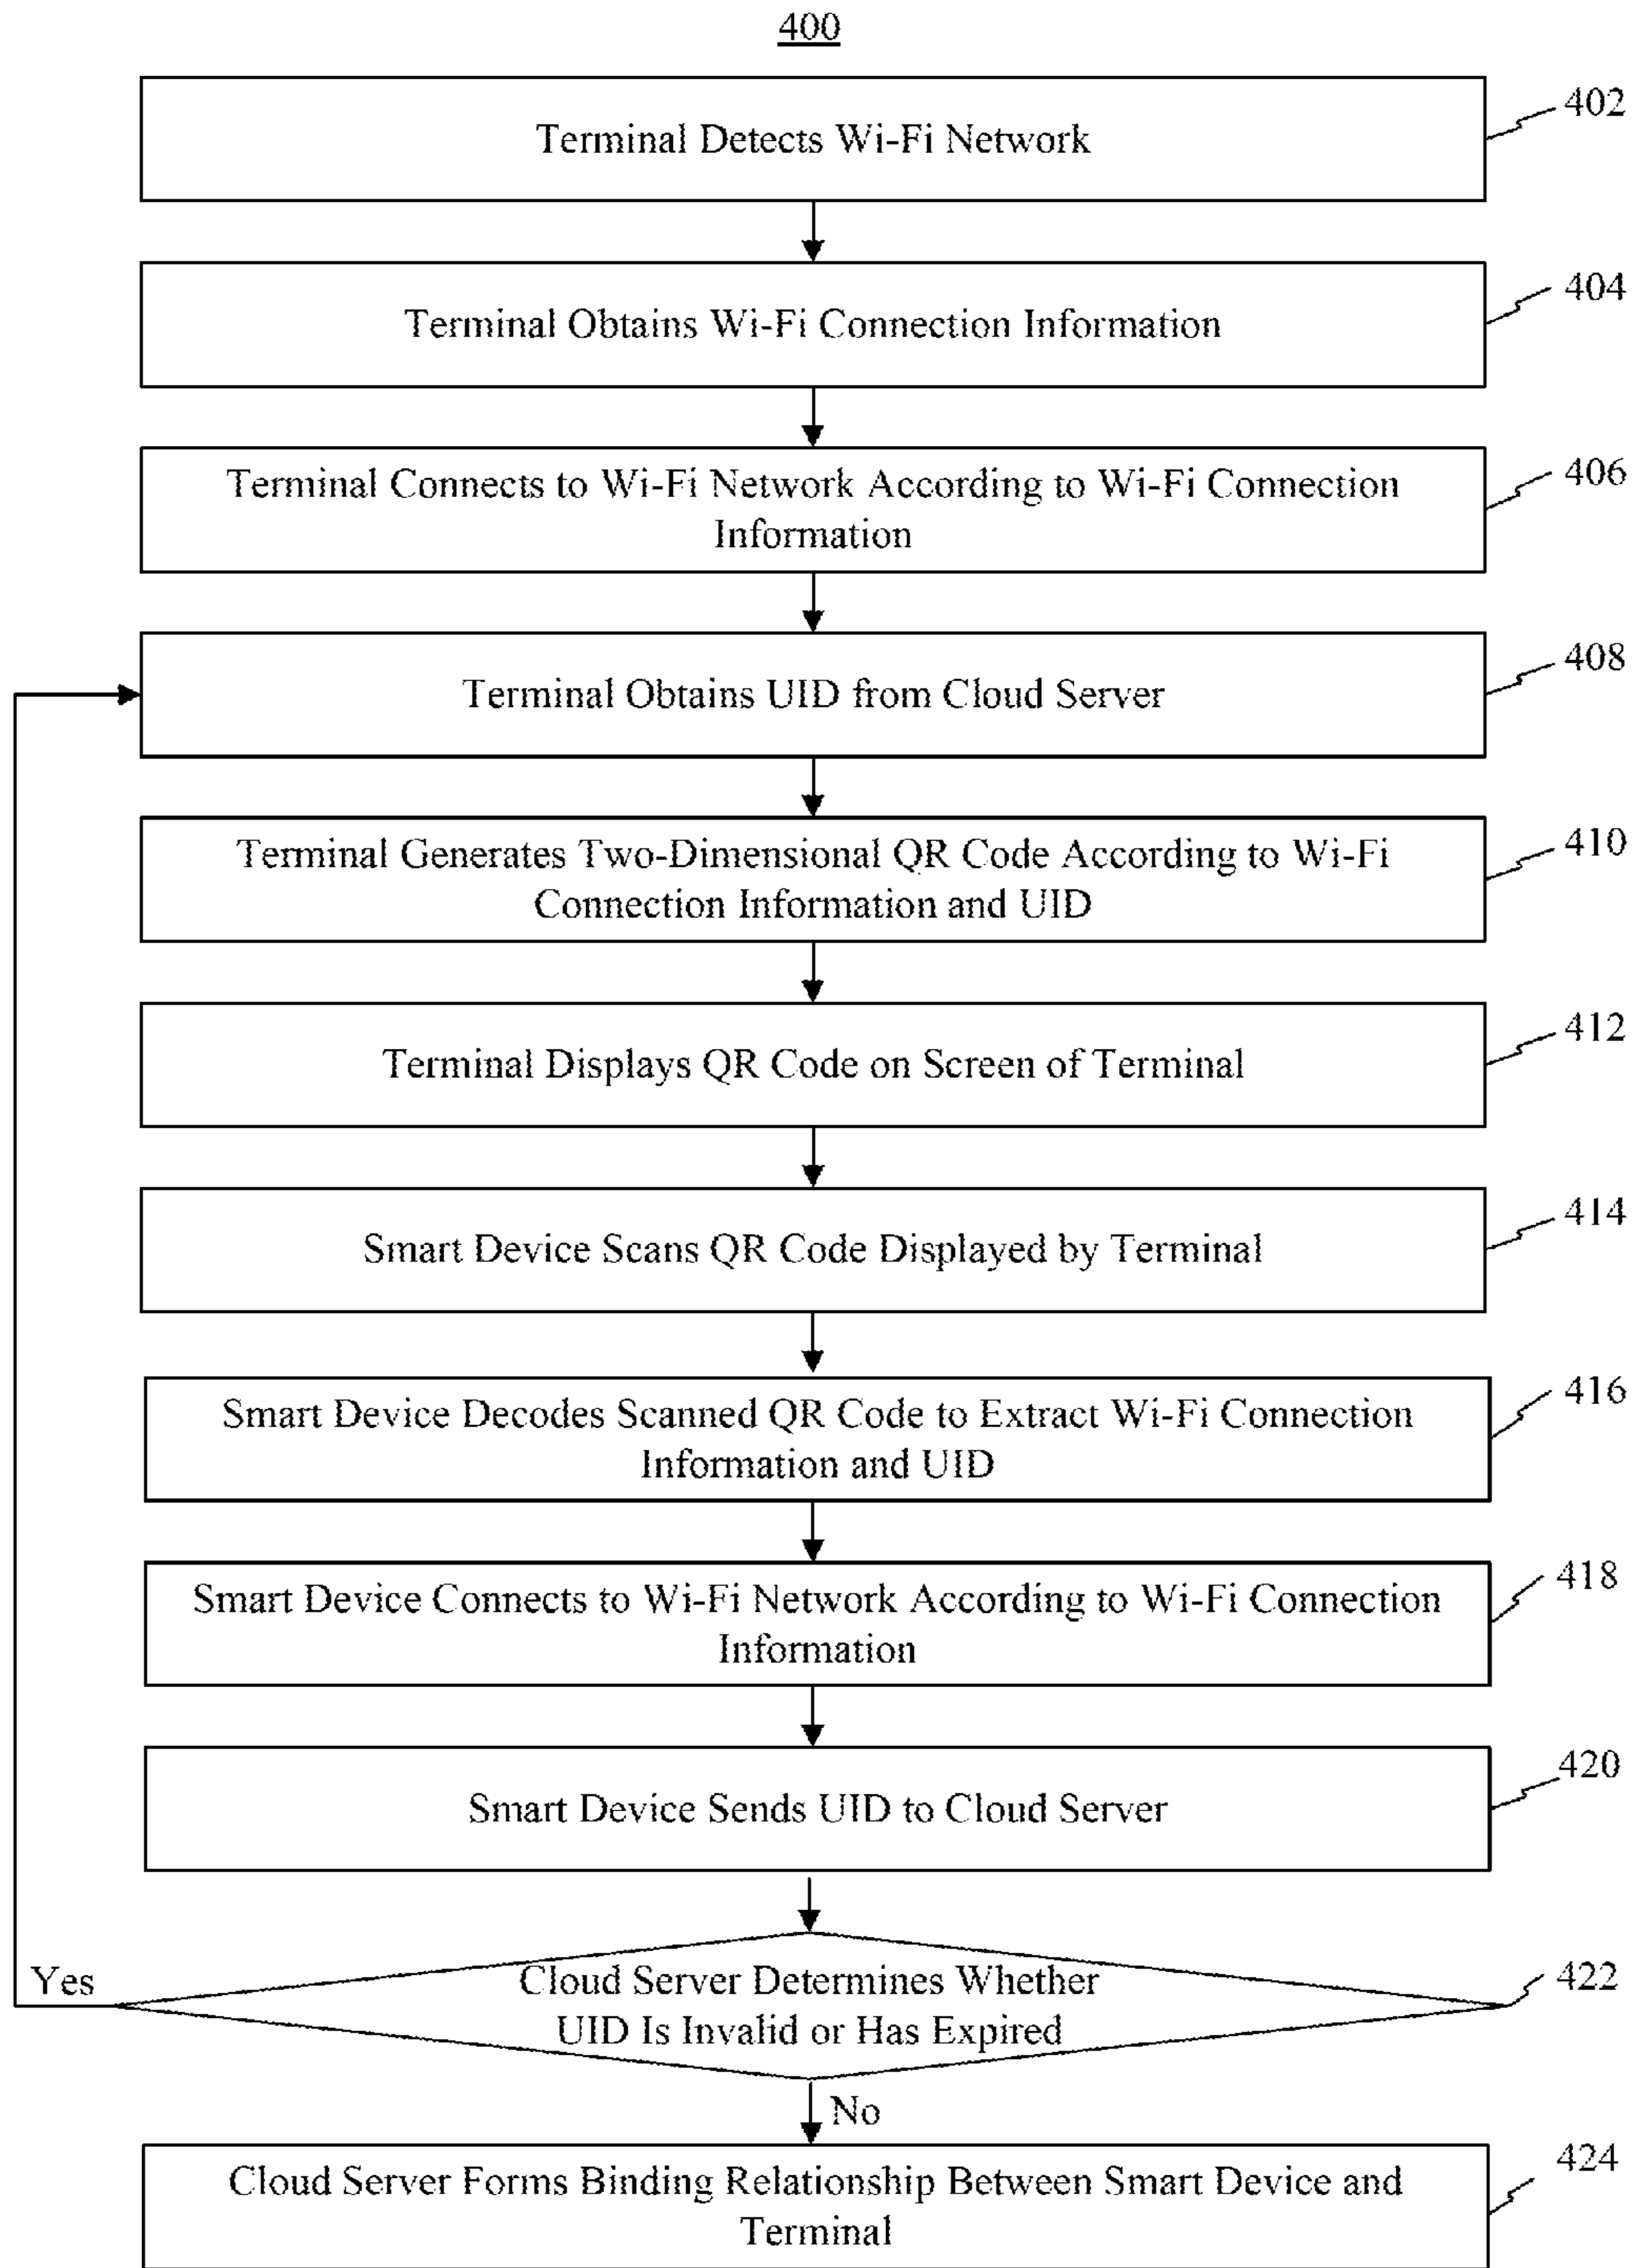 400
Terminal Detects Wi-Fi Network
402
Terminal Obtains Wi-Fi Connection Information
404
Terminal Connects to Wi-Fi Network According to Wi-Fi Connection
Information
406
Terminal Obtains UID from Cloud Server
408
Terminal Generates Two-Dimensional QR Code According to Wi-Fi
Connection Information and UID
410
Terminal Displays QR Code on Screen of Terminal
412
Smart Device Scans QR Code Displayed by Terminal
414
Smart Device Decodes Scanned QR Code to Extract Wi-Fi Connection
Information and UID
416
Smart Device Connects to Wi-Fi Network According to Wi-Fi Connection
Information
418
Smart Device Sends UID to Cloud Server
420
Yes
Cloud Server Determines Whether
UID Is Invalid or Has Expired
422
No
Cloud Server Forms Binding Relationship Between Smart Device and
Terminal
424